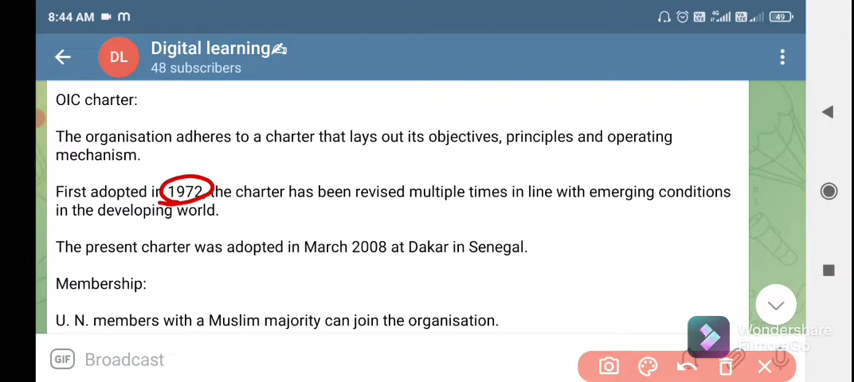 8:44 AM
4G
49
DL
Digital learning✍
48 subscribers
OIC charter:
The organisation adheres to a charter that lays out its objectives, principles and operating
mechanism.
First adopted in 1972, the charter has been revised multiple times in line with emerging conditions
in the developing world.
The present charter was adopted in March 2008 at Dakar in Senegal.
Membership:
U. N. members with a Muslim majority can join the organisation.
Wondershare
FilmoraGo
GIF
Broadcast